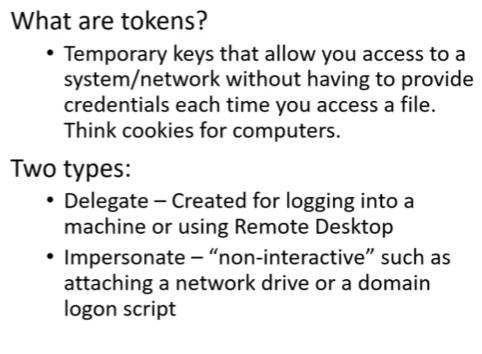 What are tokens?
• Temporary keys that allow you access to a
system/network without having to provide
credentials each time you access a file.
Think cookies for computers.
Two types:
• Delegate – Created for logging into a
machine or using Remote Desktop
• Impersonate – “non-interactive” such as
attaching a network drive or a domain
logon script